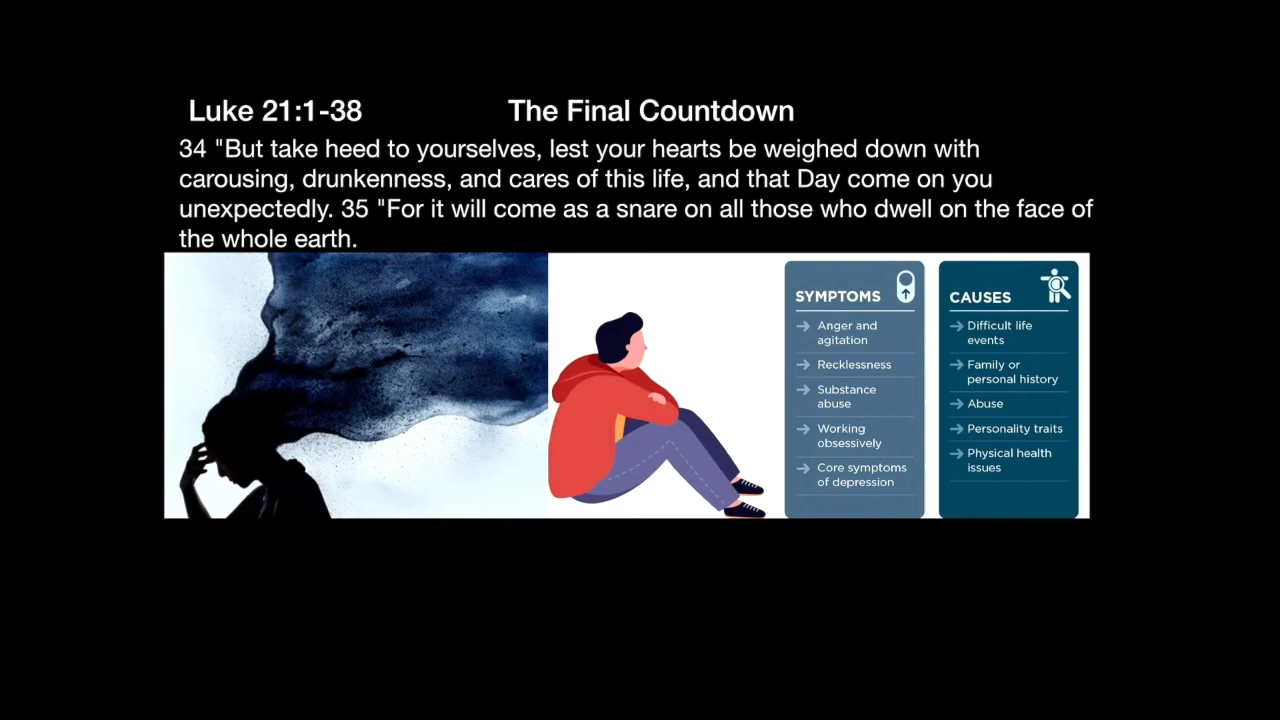 Luke 21:1-38 The Final Countdown
34 "But take heed to yourselves, lest your hearts be weighed down with
carousing, drunkenness, and cares of this life, and that Day come on you
unexpectedly. 35 "For it will come as a snare on all those who dwell on the face of
the whole earth.
SYMPTOMS
Anger and
agitation
Recklessness
Substance
abuse
Working
obsessively
Core symptoms
of depression
CAUSES
Difficult life
events
Family or
personal history
Abuse
Personality traits
Physical health
issues